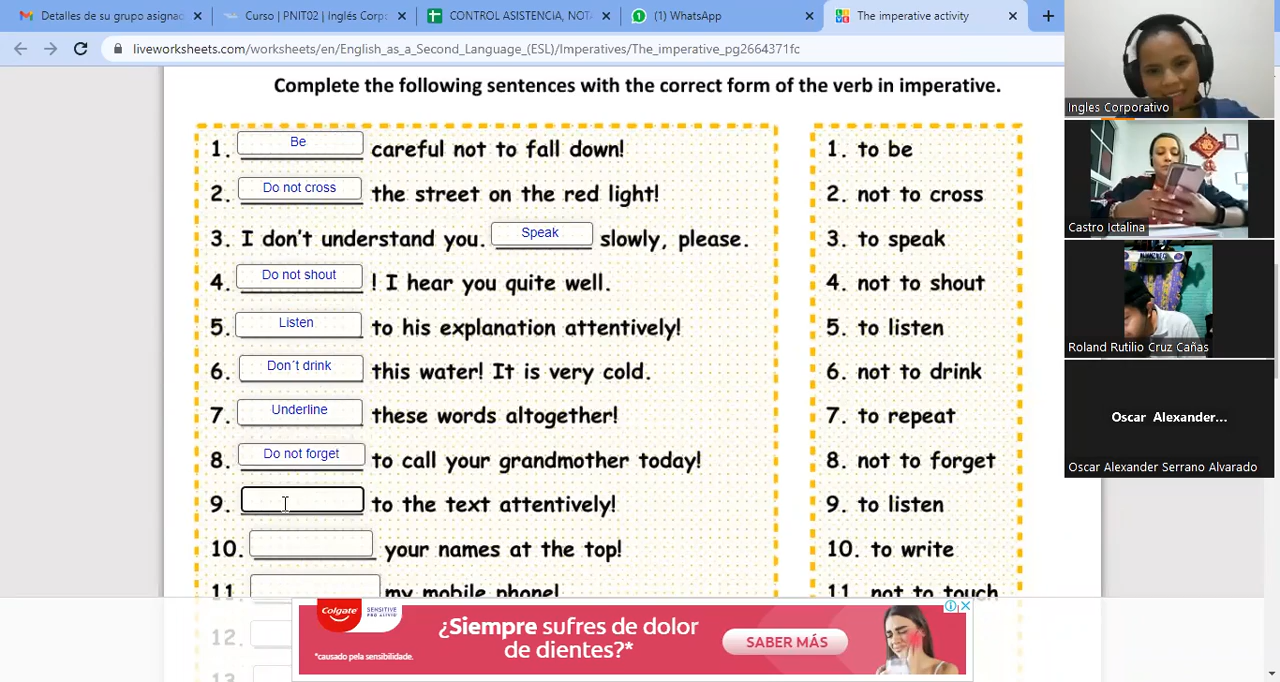 Detalles de su grupo asigna
Curso | (PNIT03) | Inglés Corp
CONTROL ASISTENCIA, NOT
(1) WhatsApp
The imperative activity
liveworksheets.com/worksheets/en/English_as_a_Second_Language_(ESL)/Imperatives/The_imperative_pg2664371fc
Complete the following sentences with the correct form of the verb in imperative.
1. Be careful not to fall down!
2. Do not cross the street on the red light!
3. I don't understand you. Speak slowly, please.
4. Do not shout ! I hear you quite well.
5. Listen to his explanation attentively!
6. Don´t drink this water! It is very cold.
7. Underline these words altogether!
8. Do not forget to call your grandmother today!
9. to the text attentively!
10. your names at the top!
11. my mobile phone!
12.
13.
1. to be
2. not to cross
3. to speak
4. not to shout
5. to listen
6. not to drink
7. to repeat
8. not to forget
9. to listen
10. to write
11. not to touch
Colgate
SENSITIVE
PRO-ALIVIO
¿Siempre sufres de dolor
de dientes?*
*causado pela sensibilidade.
SABER MÁS
Ingles Corporativo
Castro Ictalina
Roland Rutilio Cruz Cañas
Oscar Alexander...
Oscar Alexander Serrano Alvarado